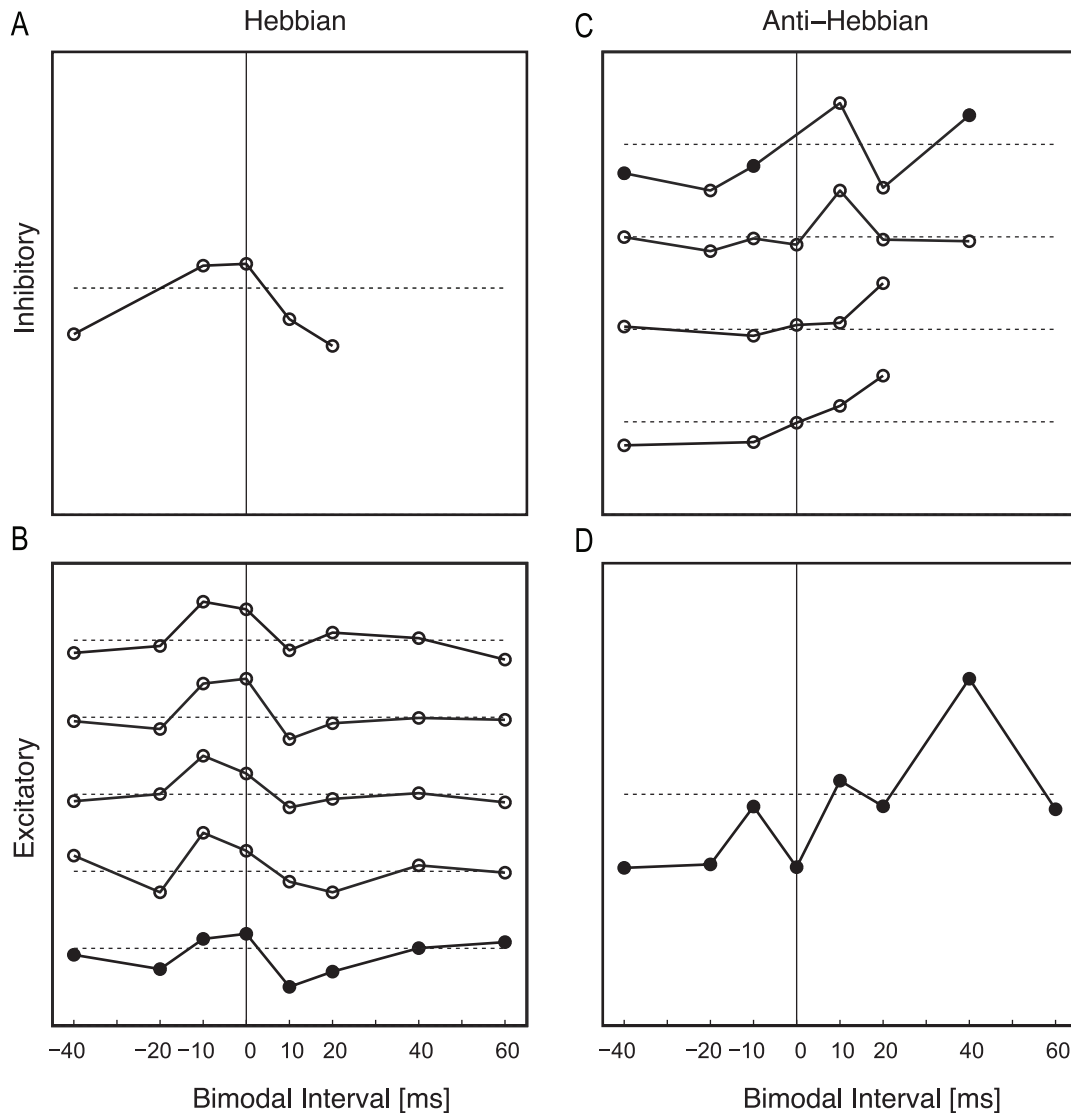 A
Hebbian
C
Anti–Hebbian
Inhibitory
B
D
Excitatory
−40 −20 −10 0 10 20 40 60
−40 −20 −10 0 10 20 40 60
Bimodal Interval [ms]
Bimodal Interval [ms]